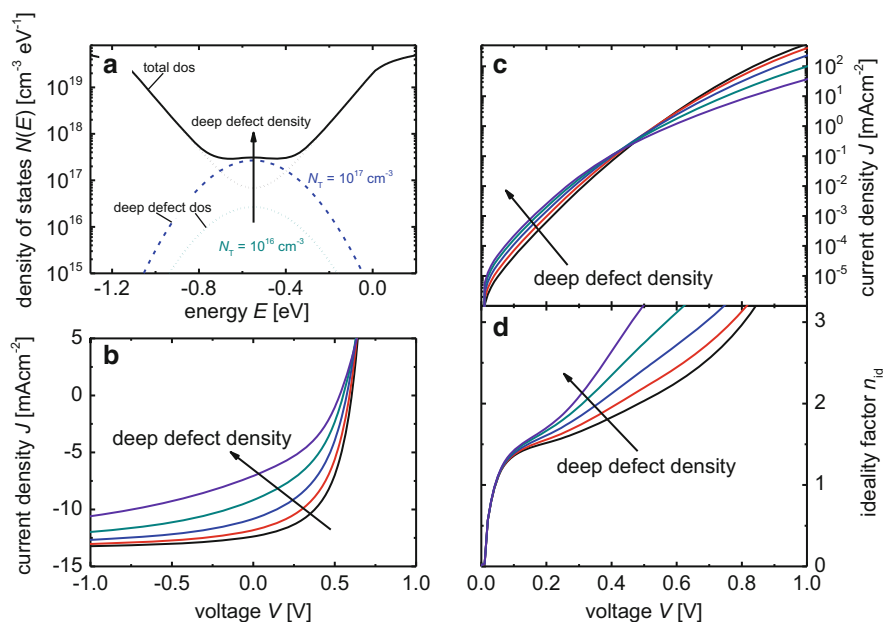 a
total dos
deep defect density
N_T = 10^17 cm^-3
deep defect dos
N_T = 10^16 cm^-3
density of states N(E) [cm^-3 eV^-1]
10^19
10^18
10^17
10^16
10^15
-1.2 -0.8 -0.4 0.0
energy E [eV]
b
deep defect density
current density J [mAcm^-2]
5
0
-5
-10
-15
-1.0 -0.5 0.0 0.5 1.0
voltage V [V]
c
deep defect density
10^2
10^1
10^0
10^-1
10^-2
10^-3
10^-4
10^-5
current density J [mAcm^-2]
d
deep defect density
3
2
1
0
ideality factor n_id
0.0 0.2 0.4 0.6 0.8 1.0
voltage V [V]